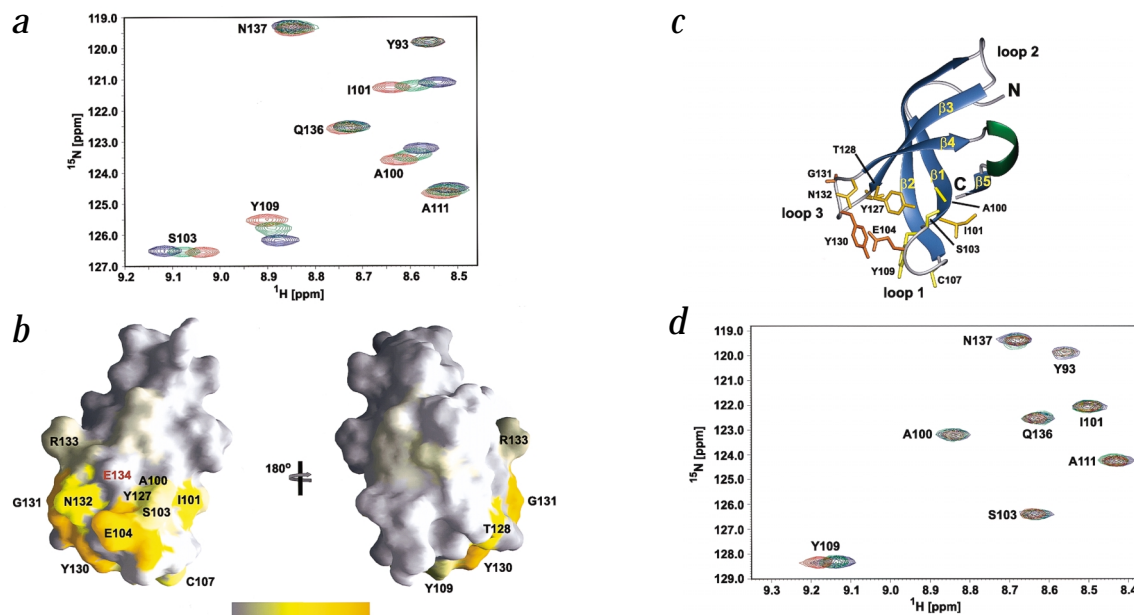 a
119.0
120.0
121.0
122.0
123.0
124.0
125.0
126.0
127.0
15N [ppm]
9.2 9.1 9.0 8.9 8.8 8.7 8.6 8.5
1H [ppm]
N137
Y93
I101
Q136
A100
A111
Y109
S103
b
R133
E134
A100
G131
N132
Y127
I101
S103
E104
Y130
C107
180º
R133
G131
T128
Y130
Y109
c
loop 2
N
β3
β4
T128
G131
β1
C
β5
N132
β2
Y127
A100
loop 3
E104
I101
Y130
S103
Y109
C107
loop 1
d
119.0
120.0
121.0
122.0
123.0
124.0
125.0
126.0
127.0
128.0
129.0
15N [ppm]
9.2 9.1 9.0 8.9 8.8 8.7 8.6 8.5 8.4
1H [ppm]
N137
Y93
I101
A100
Q136
A111
S103
Y109